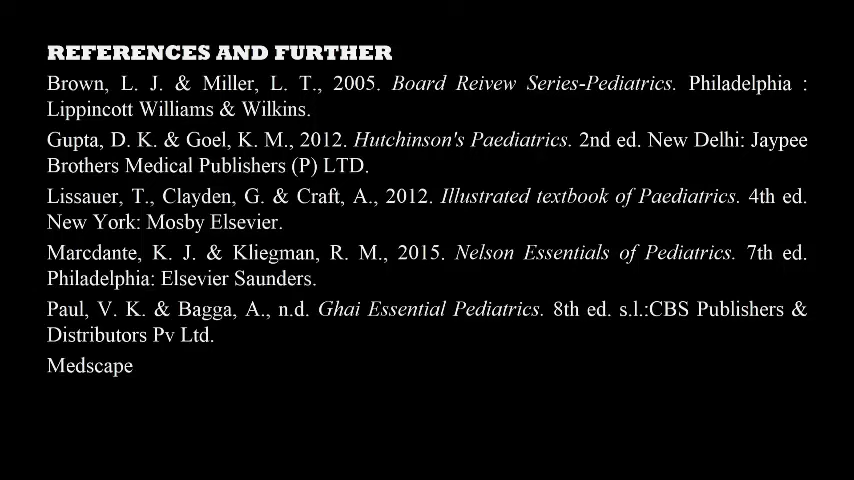 REFERENCES AND FURTHER
Brown, L. J. & Miller, L. T., 2005. Board Reivew Series-Pediatrics. Philadelphia :
Lippincott Williams & Wilkins.
Gupta, D. K. & Goel, K. M., 2012. Hutchinson's Paediatrics. 2nd ed. New Delhi: Jaypee
Brothers Medical Publishers (P) LTD.
Lissauer, T., Clayden, G. & Craft, A., 2012. Illustrated textbook of Paediatrics. 4th ed.
New York: Mosby Elsevier.
Marcdante, K. J. & Kliegman, R. M., 2015. Nelson Essentials of Pediatrics. 7th ed.
Philadelphia: Elsevier Saunders.
Paul, V. K. & Bagga, A., n.d. Ghai Essential Pediatrics. 8th ed. s.l.:CBS Publishers &
Distributors Pv Ltd.
Medscape